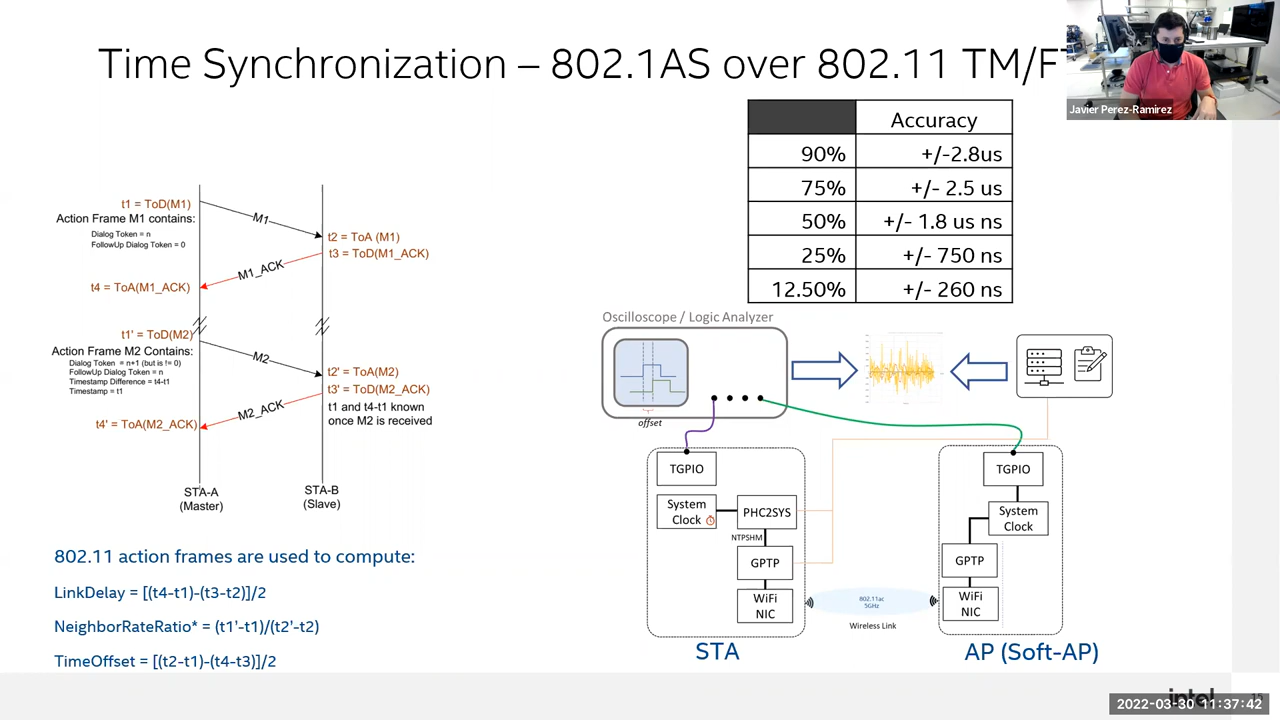 Time Synchronization – 802.1AS over 802.11 TM/F
Javier Perez-Ramirez
Accuracy
90% +/-2.8us
75% +/- 2.5 us
50% +/- 1.8 us ns
25% +/- 750 ns
12.50% +/- 260 ns
t1 = ToD(M1)
Action Frame M1 contains:
Dialog Token = n
FollowUp Dialog Token = 0
M1
t2 = ToA (M1)
t3 = ToD(M1_ACK)
M1_ACK
t4 = ToA(M1_ACK)
t1' = ToD(M2)
Action Frame M2 Contains:
Dialog Token = n+1 (but is != 0)
FollowUp Dialog Token = n
Timestamp Difference = t4-t1
Timestamp = t1
M2
t2' = ToA(M2)
t3' = ToD(M2_ACK)
M2_ACK
t1 and t4-t1 known
once M2 is received
t4' = ToA(M2_ACK)
STA-A
(Master)
STA-B
(Slave)
802.11 action frames are used to compute:
LinkDelay = [(t4-t1)-(t3-t2)]/2
NeighborRateRatio* = (t1'-t1)/(t2'-t2)
TimeOffset = [(t2-t1)-(t4-t3)]/2
Oscilloscope / Logic Analyzer
offset
TGPIO
System
Clock
PHC2SYS
NTPSHM
GPTP
WiFi
NIC
STA
802.11ac
5GHz
Wireless Link
TGPIO
System
Clock
GPTP
WiFi
NIC
AP (Soft-AP)
intel
15
2022-03-30 11:37:42